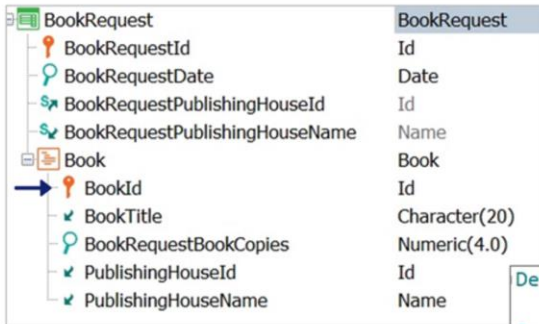 BookRequest BookRequest
BookRequestId Id
BookRequestDate Date
BookRequestPublishingHouseId Id
BookRequestPublishingHouseName Name
Book Book
BookId Id
BookTitle Character(20)
BookRequestBookCopies Numeric(4.0)
PublishingHouseId Id
De
PublishingHouseName Name